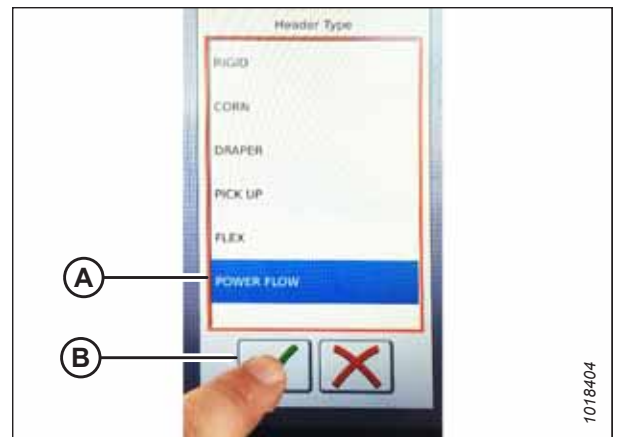 Header Type
RIGID
CORN
DRAPER
PICK UP
FLEX
POWER FLOW
A
B
1018404